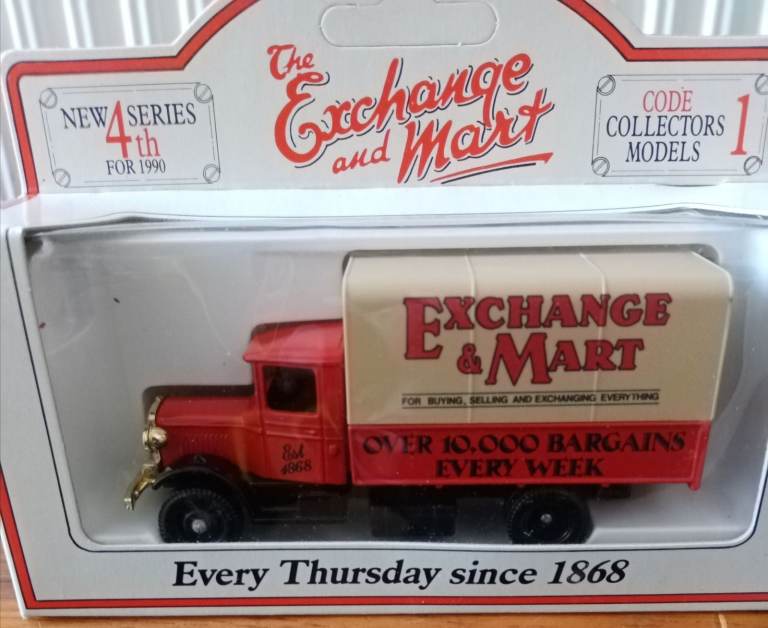 The
Exchange
and Mart
NEW 4th SERIES
FOR 1990
CODE 1
COLLECTORS
MODELS
EXCHANGE
& MART
FOR BUYING, SELLING AND EXCHANGING EVERYTHING
OVER 10,000 BARGAINS
EVERY WEEK
Est
1868
Every Thursday since 1868